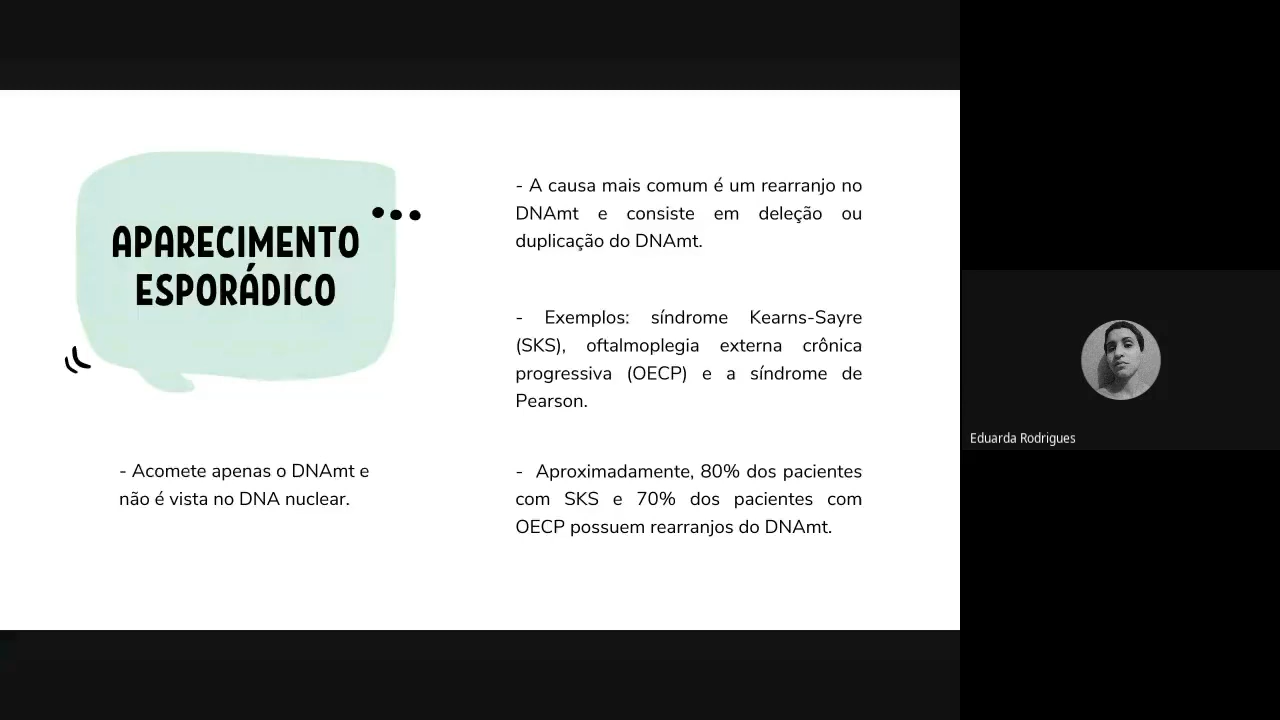 APARECIMENTO
ESPORÁDICO
- Acomete apenas o DNAmt e
não é vista no DNA nuclear.
- A causa mais comum é um rearranjo no
DNAmt e consiste em deleção ou
duplicação do DNAmt.
- Exemplos: síndrome Kearns-Sayre
(SKS), oftalmoplegia externa crônica
progressiva (OECP) e a síndrome de
Pearson.
- Aproximadamente, 80% dos pacientes
com SKS e 70% dos pacientes com
OECP possuem rearranjos do DNAmt.
Eduarda Rodrigues